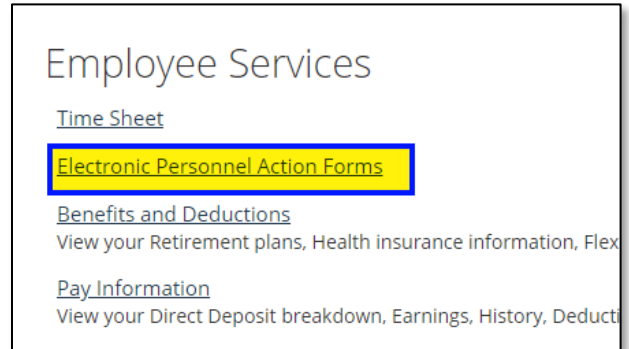 Employee Services
Time Sheet
Electronic Personnel Action Forms
Benefits and Deductions
View your Retirement plans, Health insurance information, Flex
Pay Information
View your Direct Deposit breakdown, Earnings, History, Deducti